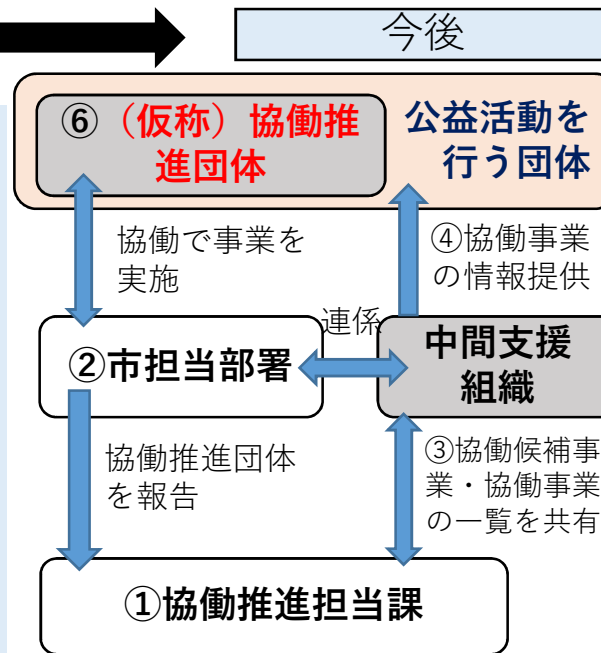 今後
⑥（仮称）協働推
進団体
公益活動を
行う団体
協働で事業を
実施
④協働事業
の情報提供
連係
②市担当部署
中間支援
組織
協働推進団体
を報告
③協働候補事
業・協働事業
の一覧を共有
①協働推進担当課